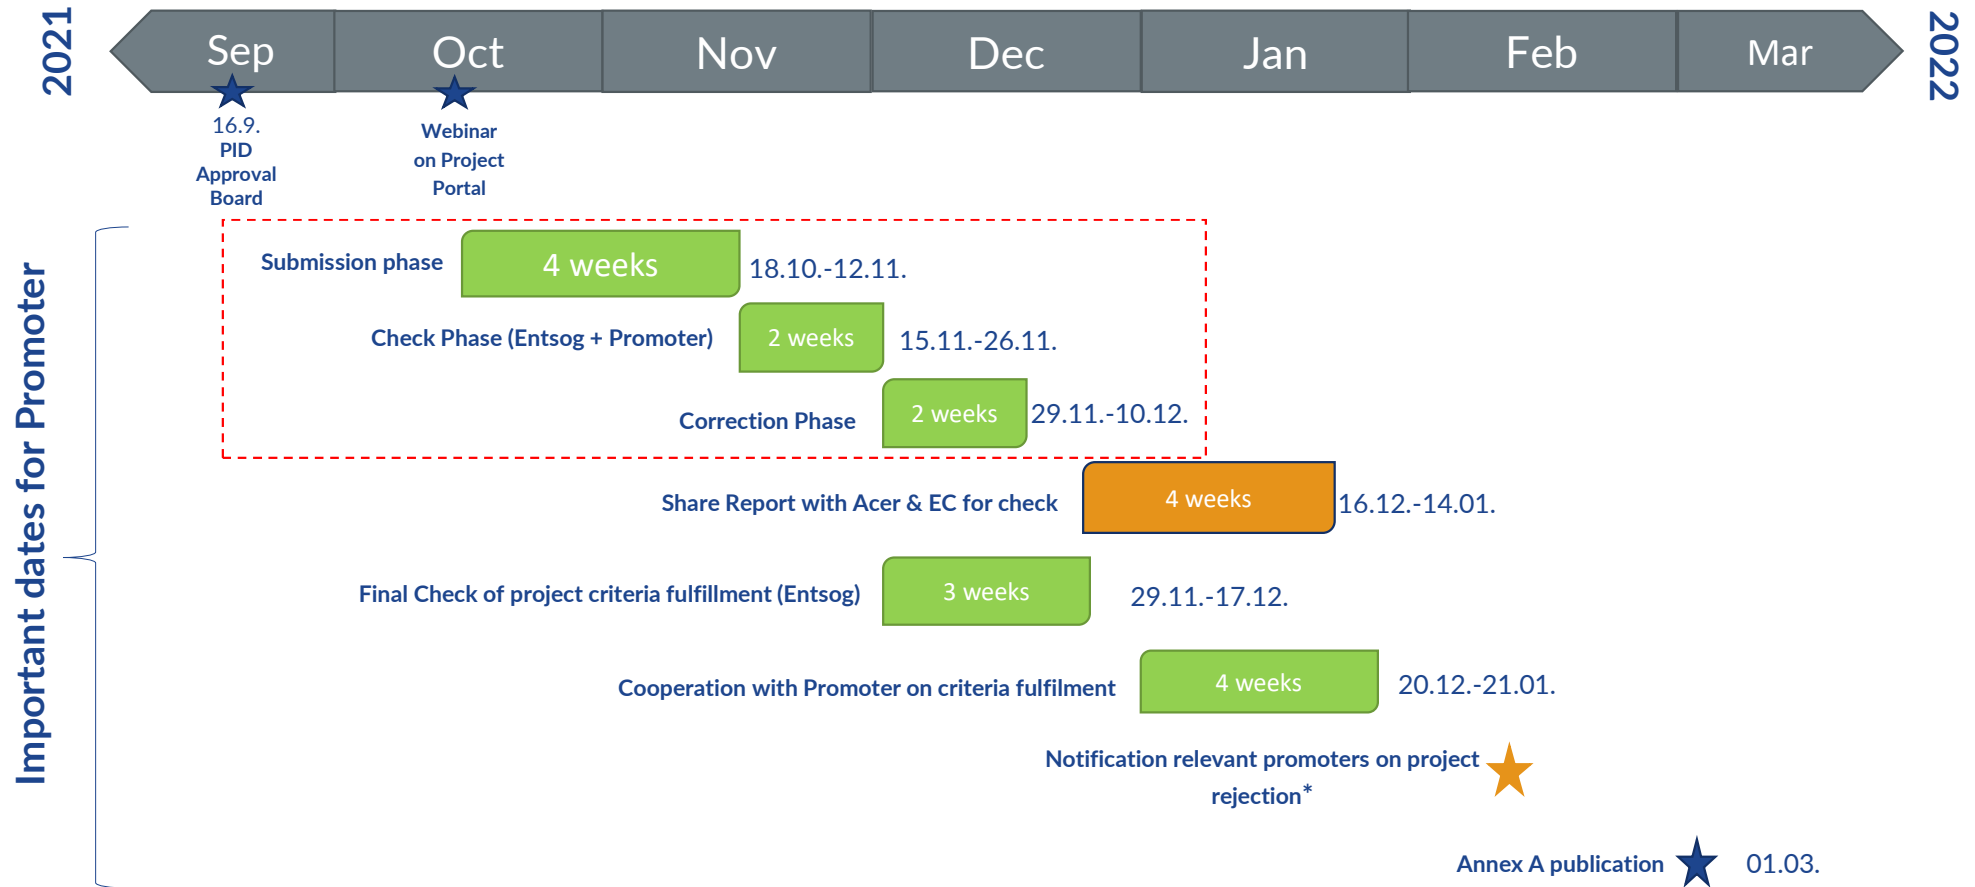 2021
Sep
Oct
Nov
Dec
Jan
Feb
Mar
2022
16.9.
PID
Approval
Board
Webinar
on Project
Portal
Important dates for Promoter
Submission phase
4 weeks
18.10.-12.11.
Check Phase (Entsog + Promoter)
2 weeks
15.11.-26.11.
Correction Phase
2 weeks
29.11.-10.12.
Share Report with Acer & EC for check
4 weeks
16.12.-14.01.
Final Check of project criteria fulfillment (Entsog)
3 weeks
29.11.-17.12.
Cooperation with Promoter on criteria fulfilment
4 weeks
20.12.-21.01.
Notification relevant promoters on project
rejection*
Annex A publication
01.03.